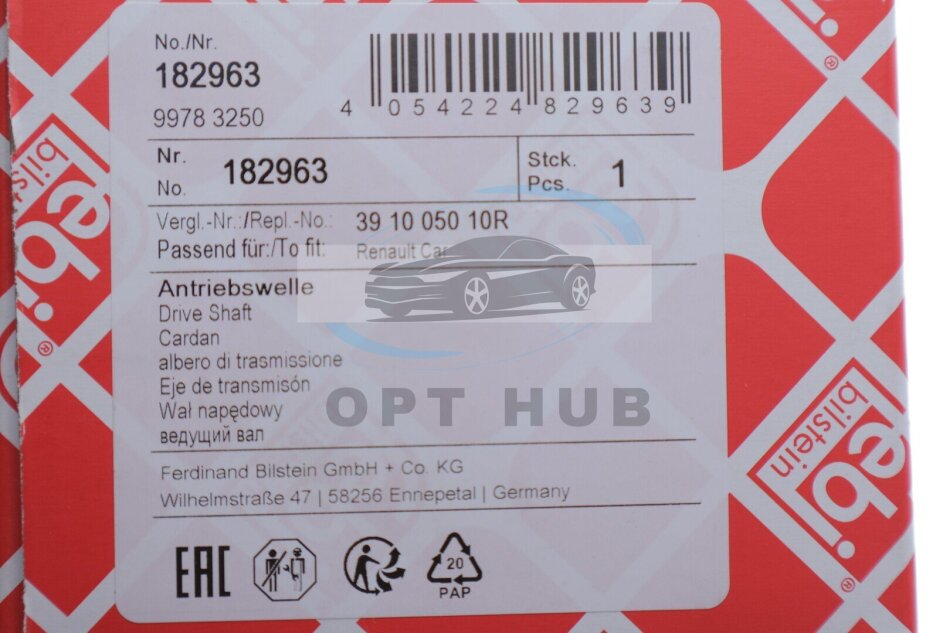 No./Nr.
182963
9978 3250
4 054224 829639
Nr.
No. 182963
Stck.
Pcs. 1
Vergl.-Nr.:/Repl.-No.: 39 10 050 10R
Passend für:/To fit: Renault Car
Antriebswelle
Drive Shaft
Cardan
albero di trasmissione
Eje de transmisón
Wał napędowy
ведущий вал
OPT HUB
Ferdinand Bilstein GmbH + Co. KG
Wilhelmstraße 47 | 58256 Ennepetal | Germany
EAC
20
PAP
febi
bilstein
febi
bilstein
bilstein